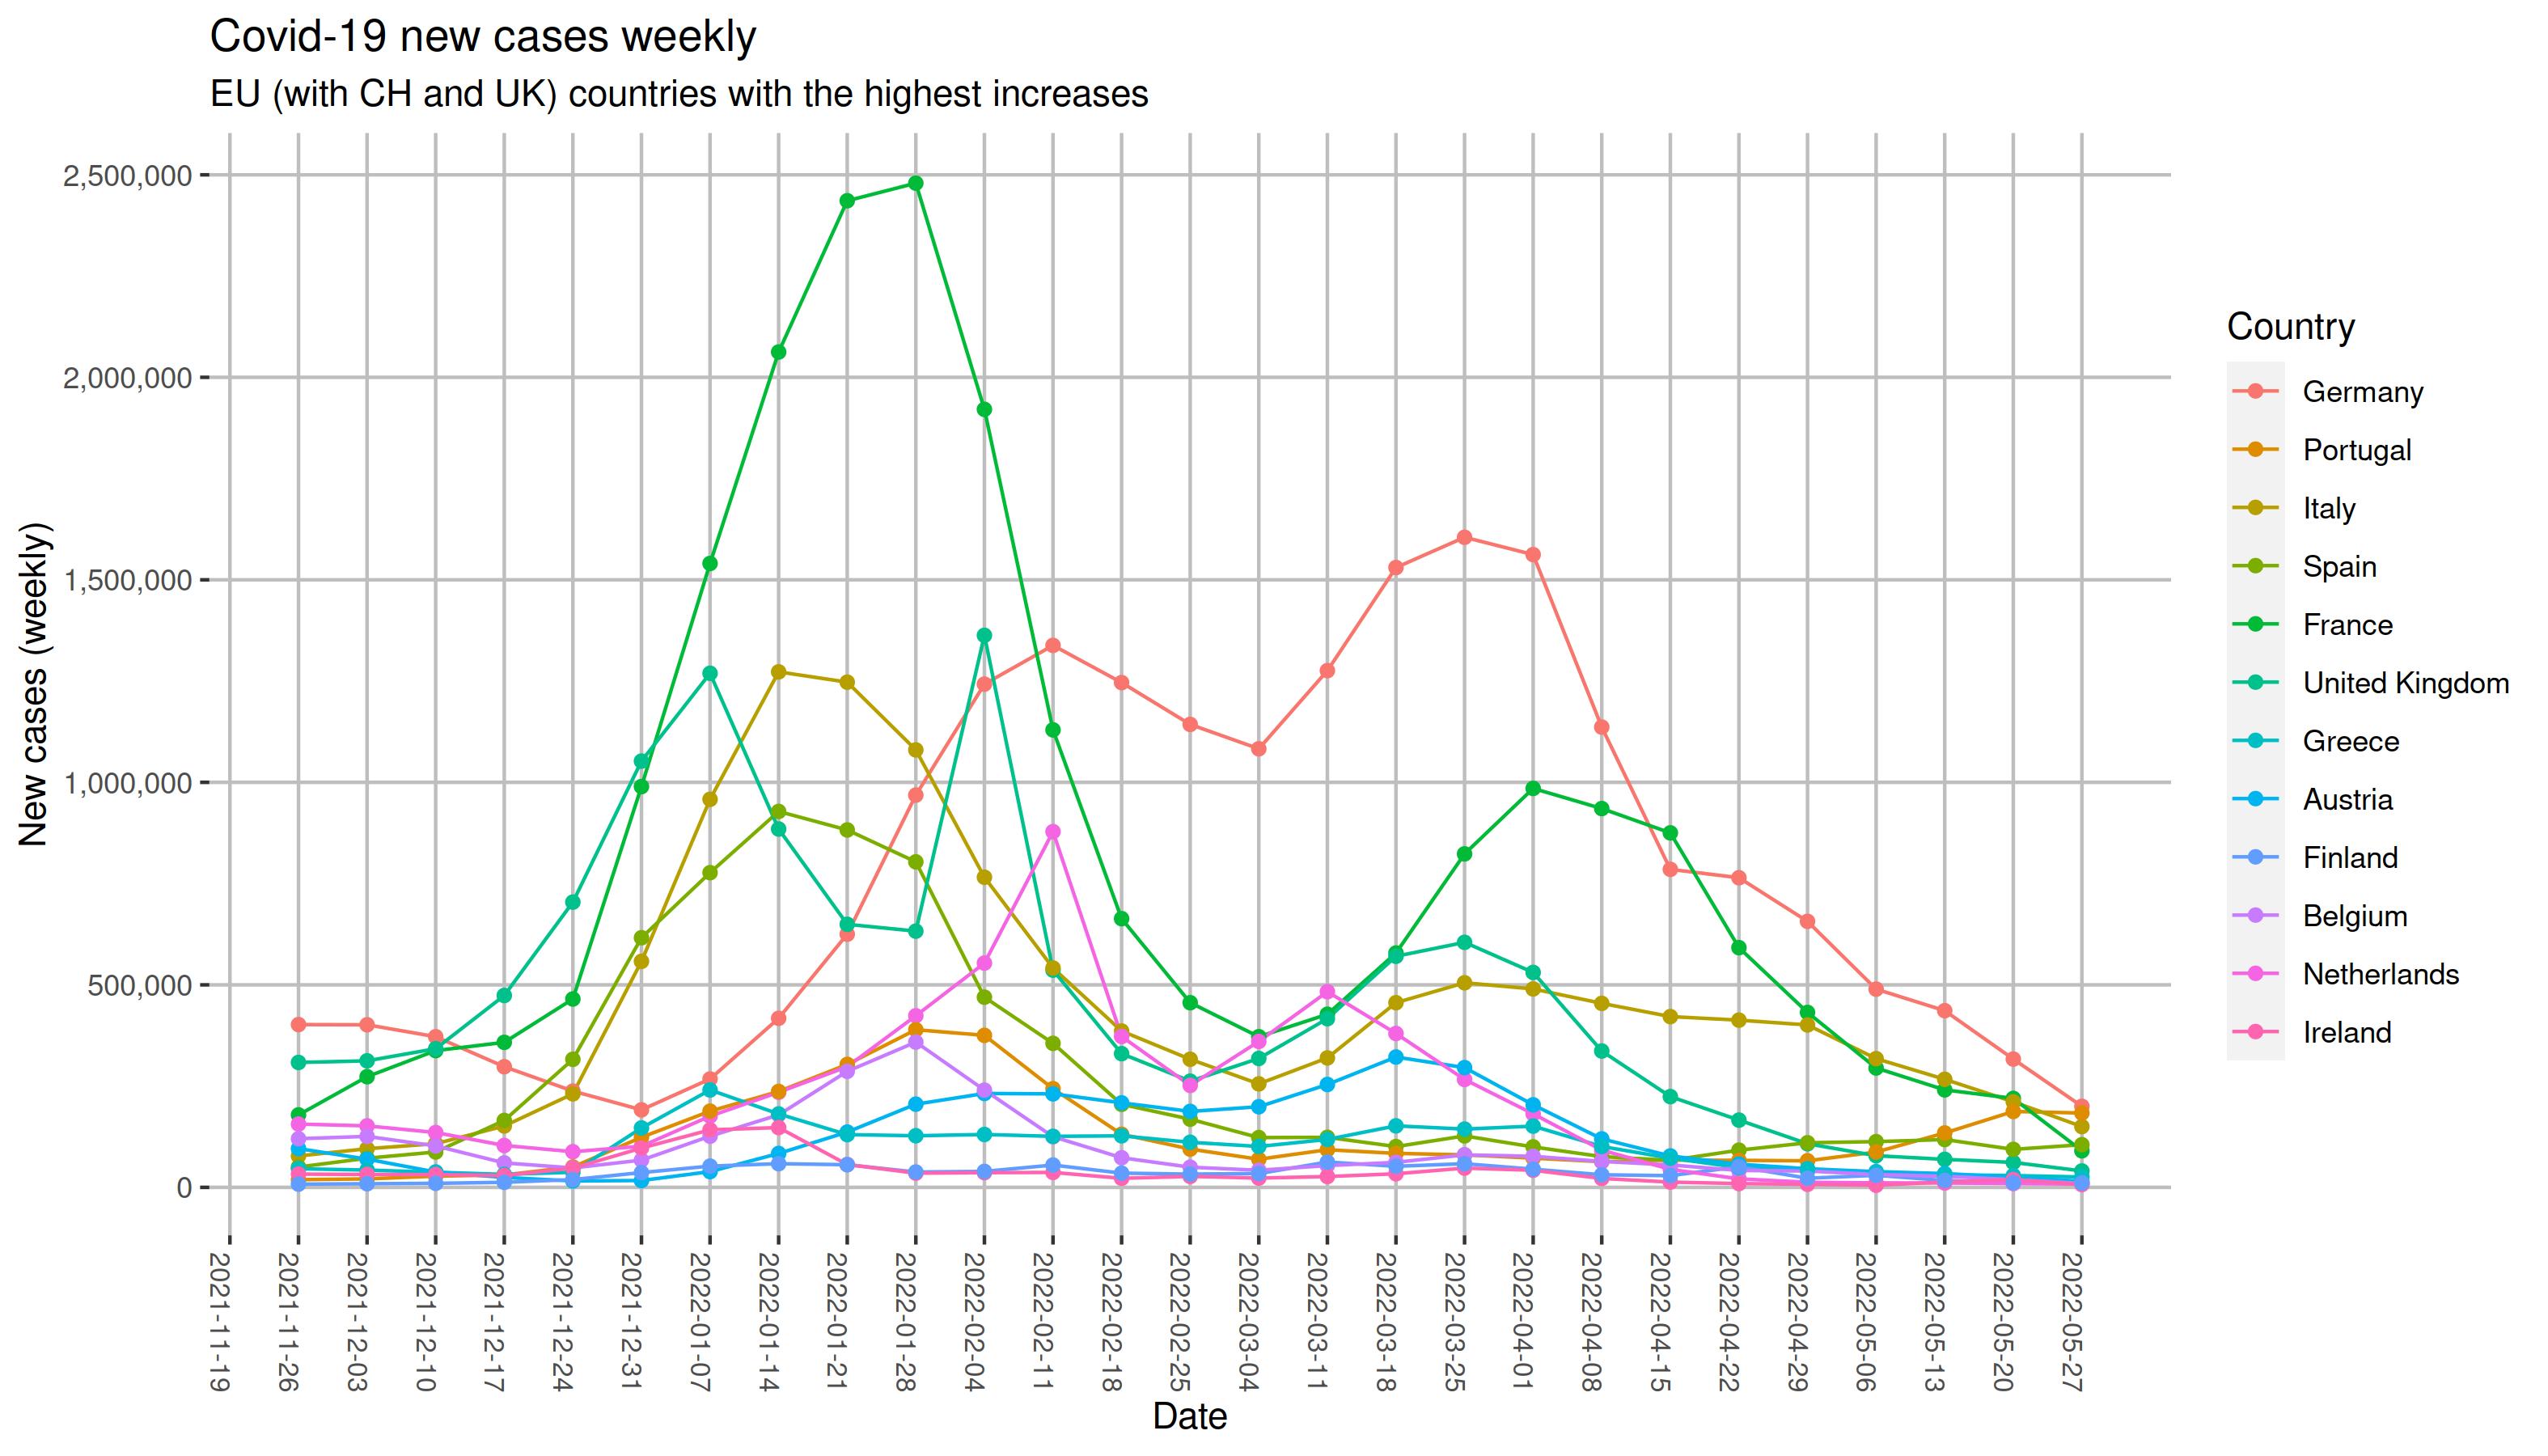 Covid-19 new cases weekly
EU (with CH and UK) countries with the highest increases
New cases (weekly)
2,500,000
2,000,000
1,500,000
1,000,000
500,000
0
2021-11-19
2021-11-26
2021-12-03
2021-12-10
2021-12-17
2021-12-24
2021-12-31
2022-01-07
2022-01-14
2022-01-21
2022-01-28
2022-02-04
2022-02-11
2022-02-18
2022-02-25
2022-03-04
2022-03-11
2022-03-18
2022-03-25
2022-04-01
2022-04-08
2022-04-15
2022-04-22
2022-04-29
2022-05-06
2022-05-13
2022-05-20
2022-05-27
Date
Country
Germany
Portugal
Italy
Spain
France
United Kingdom
Greece
Austria
Finland
Belgium
Netherlands
Ireland